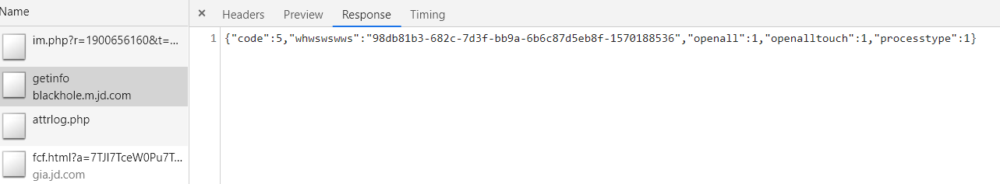 Name
× Headers Preview Response Timing
im.php?r=1900656160&t=...
getinfo
blackhole.m.jd.com
attrlog.php
fcf.html?a=7TJI7TceW0Pu7T...
gia.jd.com
1 {"code":5,"whwswswws":"98db81b3-682c-7d3f-bb9a-6b6c87d5eb8f-1570188536","openall":1,"openalltouch":1,"processtype":1}